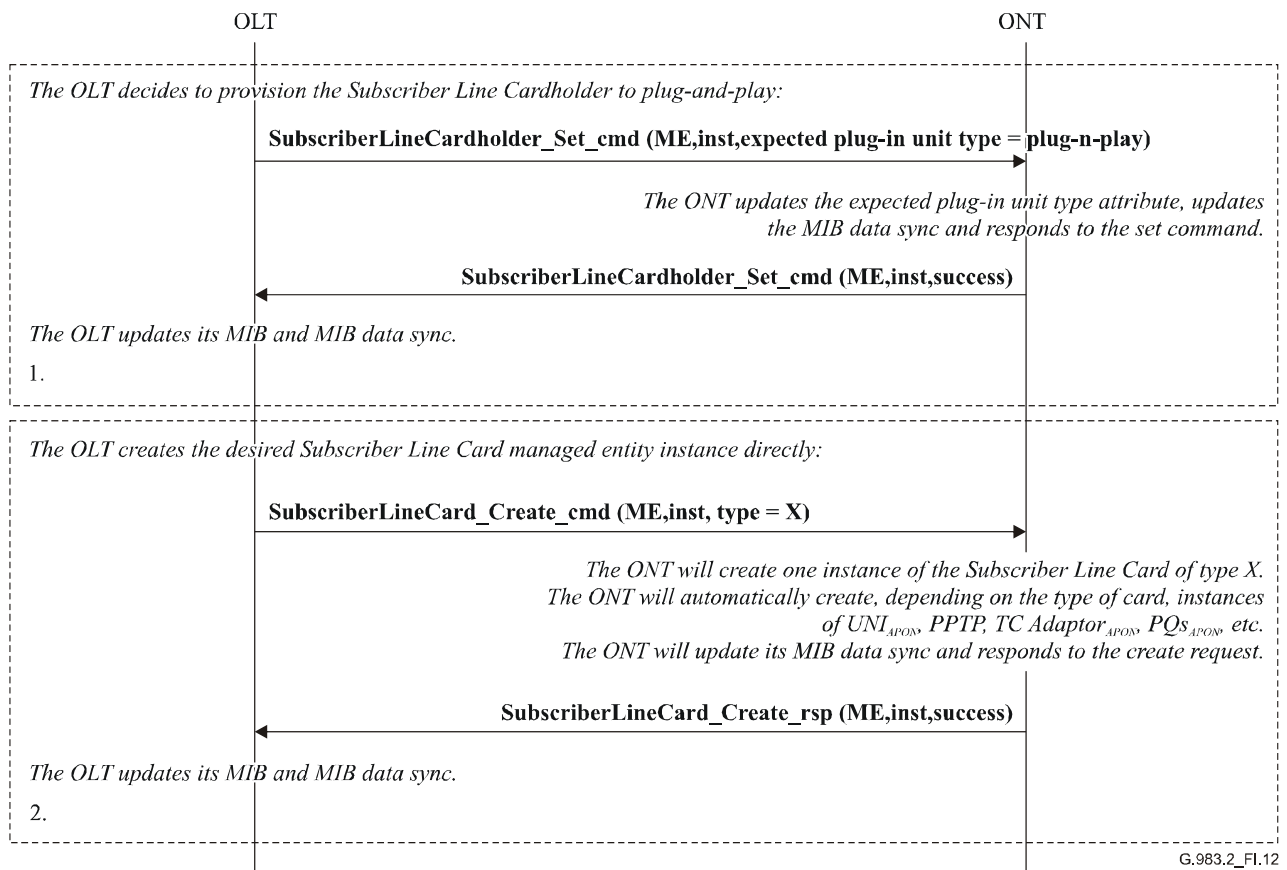 OLT
ONT
The OLT decides to provision the Subscriber Line Cardholder to plug-and-play:
SubscriberLineCardholder_Set_cmd (ME,inst,expected plug-in unit type = plug-n-play)
The ONT updates the expected plug-in unit type attribute, updates
the MIB data sync and responds to the set command.
SubscriberLineCardholder_Set_cmd (ME,inst,success)
The OLT updates its MIB and MIB data sync.
1.
The OLT creates the desired Subscriber Line Card managed entity instance directly:
SubscriberLineCard_Create_cmd (ME,inst, type = X)
The ONT will create one instance of the Subscriber Line Card of type X.
The ONT will automatically create, depending on the type of card, instances
of UNI_APON, PPTP, TC Adaptor_APON, PQs_APON, etc.
The ONT will update its MIB data sync and responds to the create request.
SubscriberLineCard_Create_rsp (ME,inst,success)
The OLT updates its MIB and MIB data sync.
2.
G.983.2_FI.12